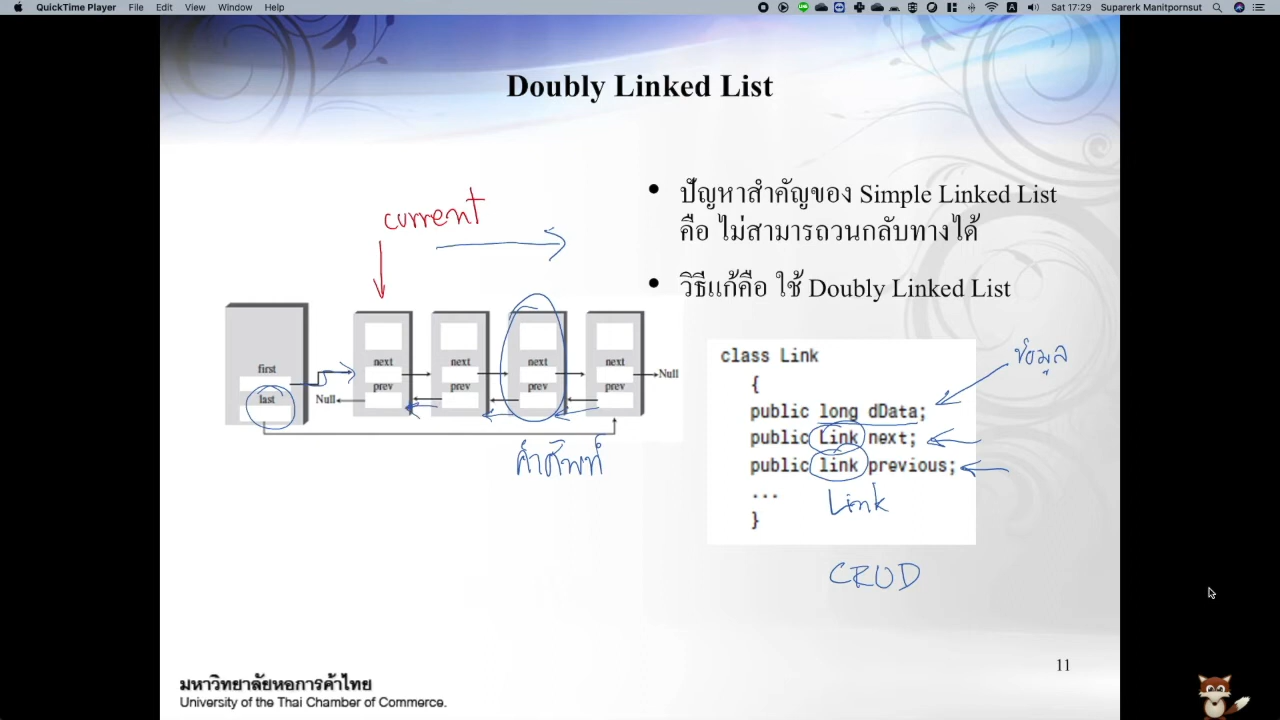 QuickTime Player File Edit View Window Help
Sat 17:29 Suparerk Manitpornsut
Doubly Linked List
• ปัญหาสำคัญของ Simple Linked List
คือ ไม่สามารถวนกลับทางได้
• วิธีแก้คือ ใช้ Doubly Linked List
current
first
last
next
prev
next
prev
next
prev
next
prev
Null
Null
คำศัพท์
class Link
{
public long dData;
public Link next;
public link previous;
...
}
ข้อมูล
Link
CRUD
11
มหาวิทยาลัยหอการค้าไทย
University of the Thai Chamber of Commerce.